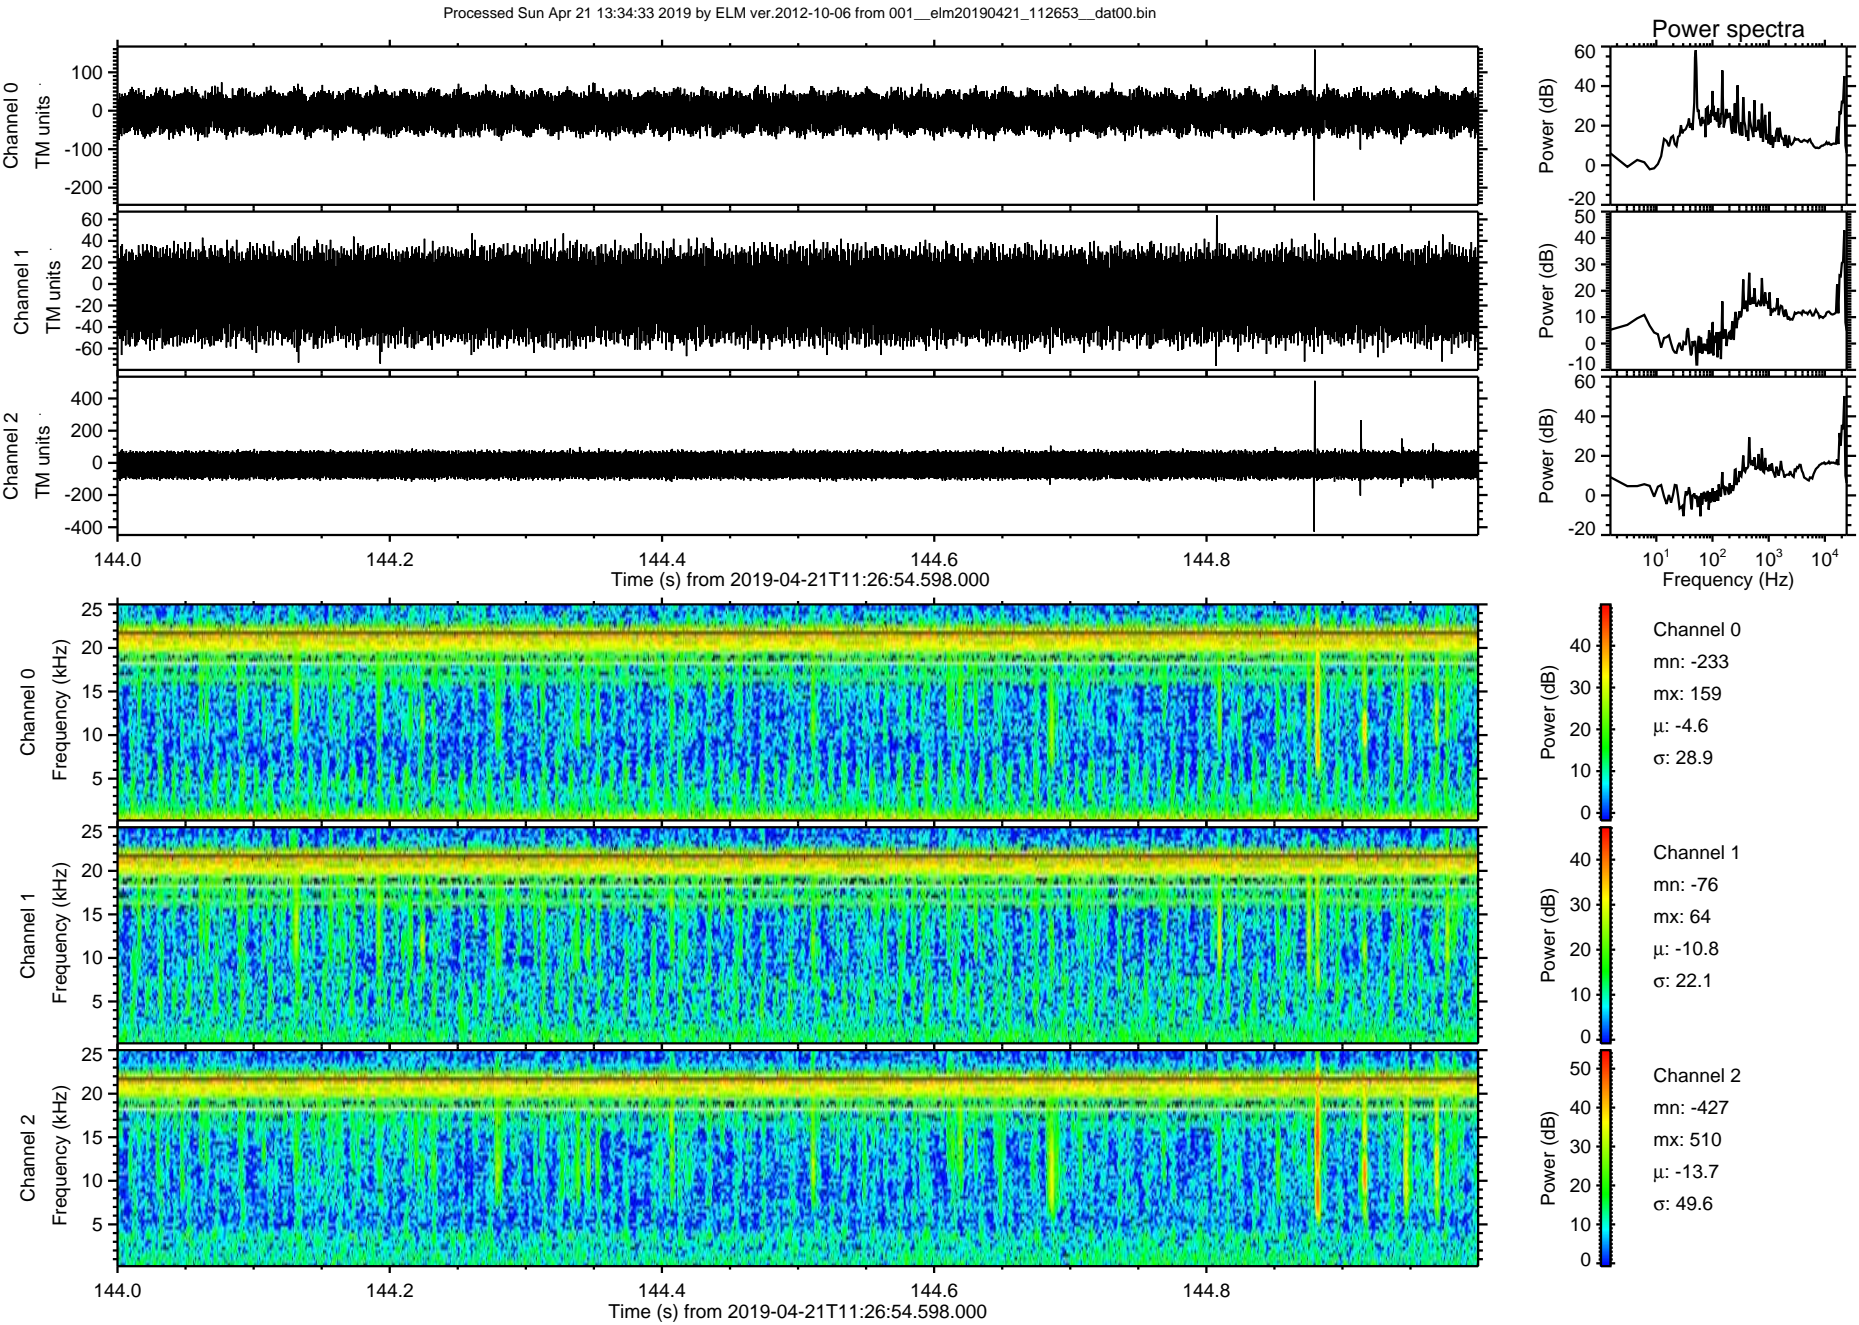 Processed Sun Apr 21 13:34:33 2019 by ELM ver.2012-10-06 from 001__elm20190421_112653__dat00.bin
Power spectra
Channel 0
TM units
100
0
-100
-200
Power (dB)
60
40
20
0
-20
Channel 1
TM units
60
40
20
0
-20
-40
-60
Power (dB)
50
40
30
20
10
0
-10
Channel 2
TM units
400
200
0
-200
-400
Power (dB)
60
40
20
0
-20
144.0 144.2 144.4 144.6 144.8
Time (s) from 2019-04-21T11:26:54.598.000
10^1 10^2 10^3 10^4
Frequency (Hz)
Channel 0
Frequency (kHz)
25
20
15
10
5
Power (dB)
40
30
20
10
0
Channel 0
mn: -233
mx: 159
μ: -4.6
σ: 28.9
Channel 1
Frequency (kHz)
25
20
15
10
5
Power (dB)
40
30
20
10
0
Channel 1
mn: -76
mx: 64
μ: -10.8
σ: 22.1
Channel 2
Frequency (kHz)
25
20
15
10
5
Power (dB)
50
40
30
20
10
0
Channel 2
mn: -427
mx: 510
μ: -13.7
σ: 49.6
144.0 144.2 144.4 144.6 144.8
Time (s) from 2019-04-21T11:26:54.598.000